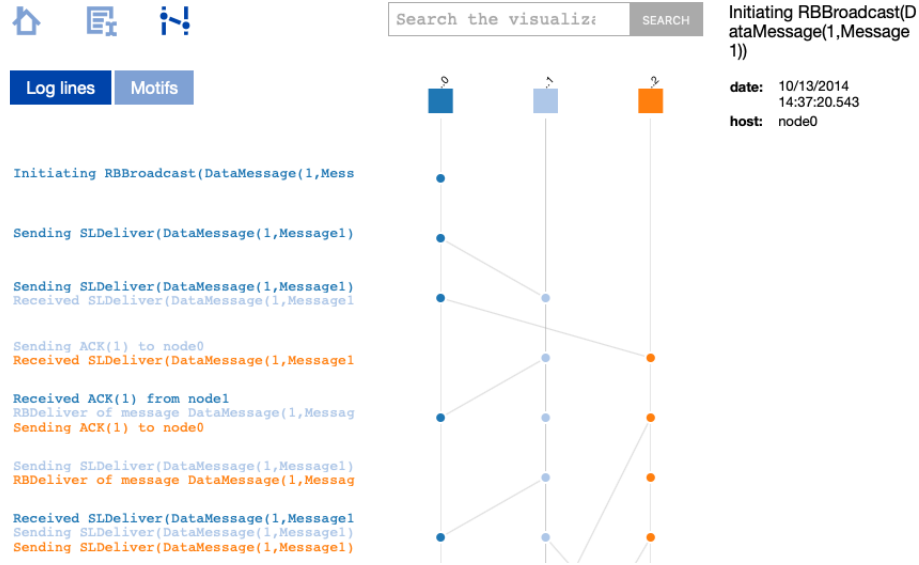 Search the visualiza
SEARCH
Initiating RBBroadcast(D
ataMessage(1,Message
1))
date: 10/13/2014
14:37:20.543
host: node0
Log lines
Motifs
..0
..1
..2
Initiating RBBroadcast(DataMessage(1,Mess
Sending SLDeliver(DataMessage(1,Message1)
Sending SLDeliver(DataMessage(1,Message1)
Received SLDeliver(DataMessage(1,Message1
Sending ACK(1) to node0
Received SLDeliver(DataMessage(1,Message1
Received ACK(1) from node1
RBDeliver of message DataMessage(1,Messag
Sending ACK(1) to node0
Sending SLDeliver(DataMessage(1,Message1)
RBDeliver of message DataMessage(1,Messag
Received SLDeliver(DataMessage(1,Message1
Sending SLDeliver(DataMessage(1,Message1)
Sending SLDeliver(DataMessage(1,Message1)